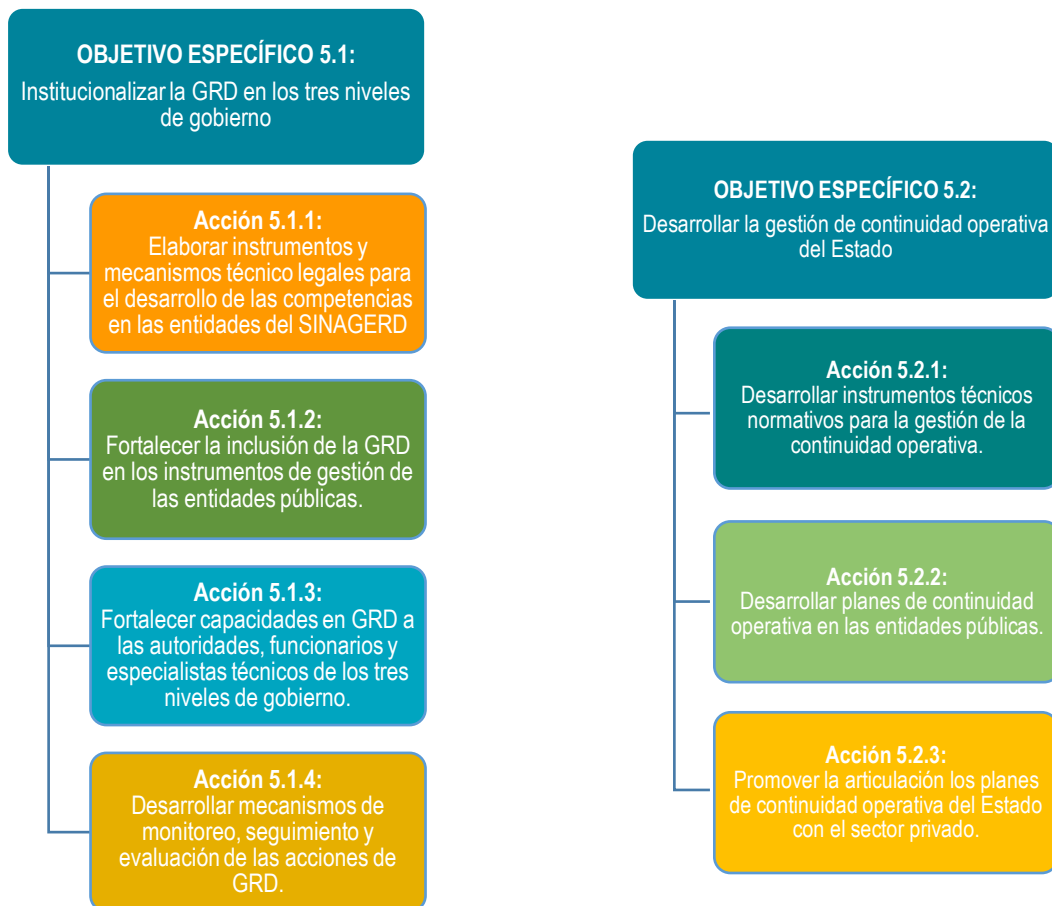 OBJETIVO ESPECÍFICO 5.1:
Institucionalizar la GRD en los tres niveles
de gobierno
Acción 5.1.1:
Elaborar instrumentos y
mecanismos técnico legales para
el desarrollo de las competencias
en las entidades del SINAGERD
Acción 5.1.2:
Fortalecer la inclusión de la GRD
en los instrumentos de gestión de
las entidades públicas.
Acción 5.1.3:
Fortalecer capacidades en GRD a
las autoridades, funcionarios y
especialistas técnicos de los tres
niveles de gobierno.
Acción 5.1.4:
Desarrollar mecanismos de
monitoreo, seguimiento y
evaluación de las acciones de
GRD.
OBJETIVO ESPECÍFICO 5.2:
Desarrollar la gestión de continuidad operativa
del Estado
Acción 5.2.1:
Desarrollar instrumentos técnicos
normativos para la gestión de la
continuidad operativa.
Acción 5.2.2:
Desarrollar planes de continuidad
operativa en las entidades públicas.
Acción 5.2.3:
Promover la articulación los planes
de continuidad operativa del Estado
con el sector privado.